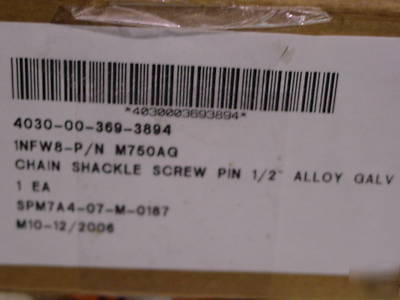 *4030003693894*
4030-00-369-3894
1NFW8-P/N M750AG
CHAIN SHACKLE SCREW PIN 1/2" ALLOY GALV
1 EA
SPM7A4-07-M-0187
M10-12/2006